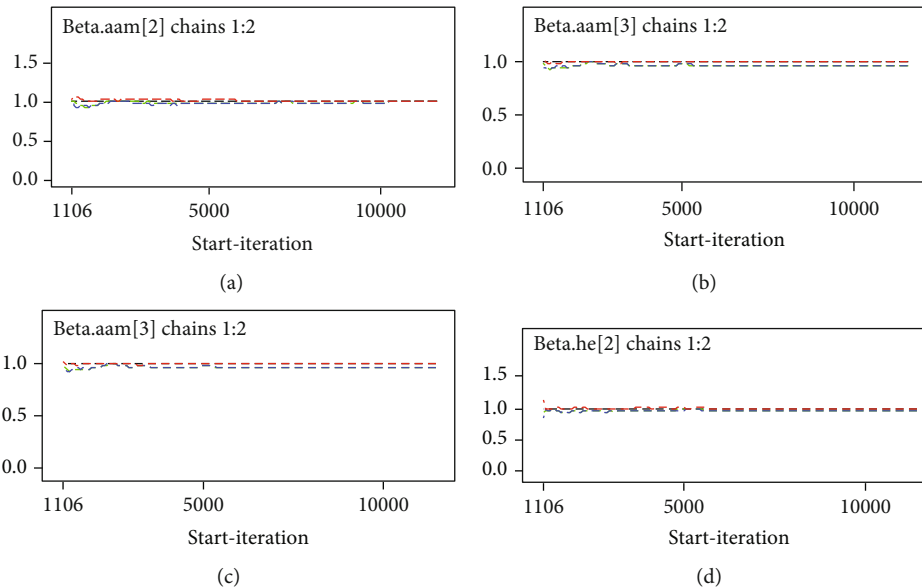 Beta.aam[2] chains 1:2
1.5
1.0
0.5
0.0
1106 5000 10000
Start-iteration
(a)
Beta.aam[3] chains 1:2
1.0
0.5
0.0
1106 5000 10000
Start-iteration
(b)
Beta.aam[3] chains 1:2
1.0
0.5
0.0
1106 5000 10000
Start-iteration
(c)
Beta.he[2] chains 1:2
1.5
1.0
0.5
0.0
1106 5000 10000
Start-iteration
(d)